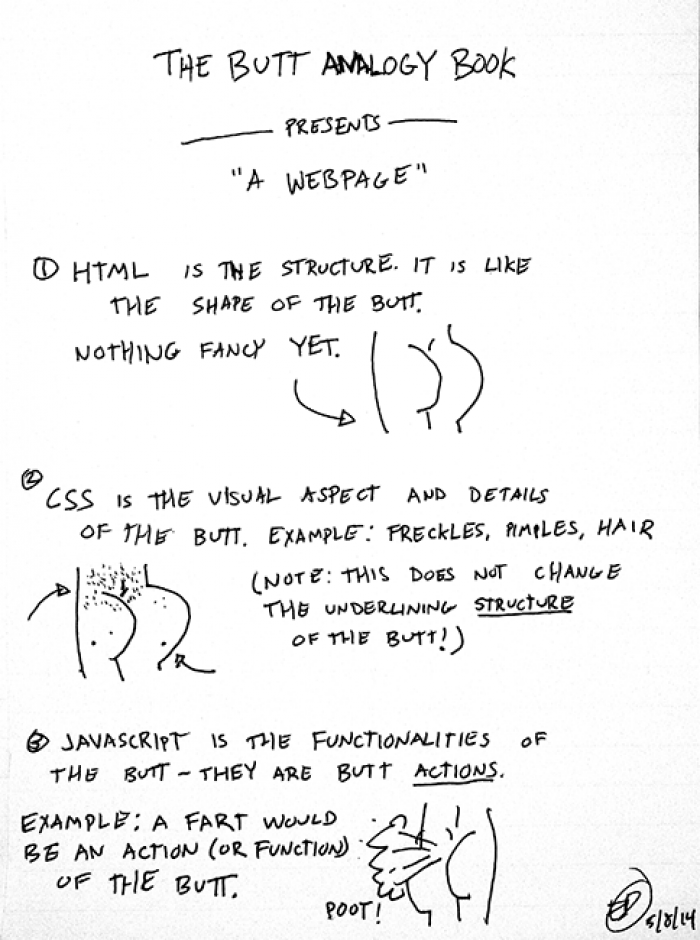 THE BUTT ANALOGY BOOK
PRESENTS
"A WEBPAGE"
① HTML IS THE STRUCTURE. IT IS LIKE
THE SHAPE OF THE BUTT.
NOTHING FANCY YET.
② CSS IS THE VISUAL ASPECT AND DETAILS
OF THE BUTT. EXAMPLE: FRECKLES, PIMPLES, HAIR
(NOTE: THIS DOES NOT CHANGE
THE UNDERLINING STRUCTURE
OF THE BUTT!)
③ JAVASCRIPT IS THE FUNCTIONALITIES OF
THE BUTT – THEY ARE BUTT ACTIONS.
EXAMPLE: A FART WOULD
BE AN ACTION (OR FUNCTION)
OF THE BUTT.
POOT!
5/8/14